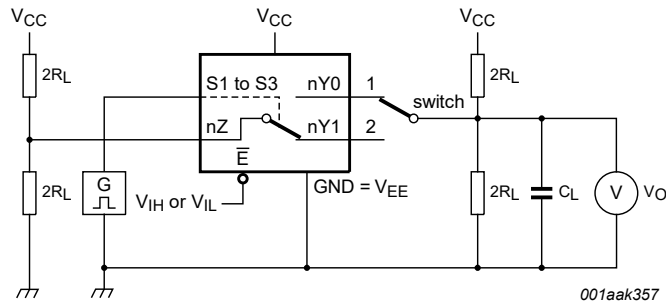 VCC VCC VCC
2RL S1 to S3 nY0 1 switch 2RL
nZ nY1 2
2RL G E̅ GND = VEE 2RL CL V VO
VIH or VIL
001aak357